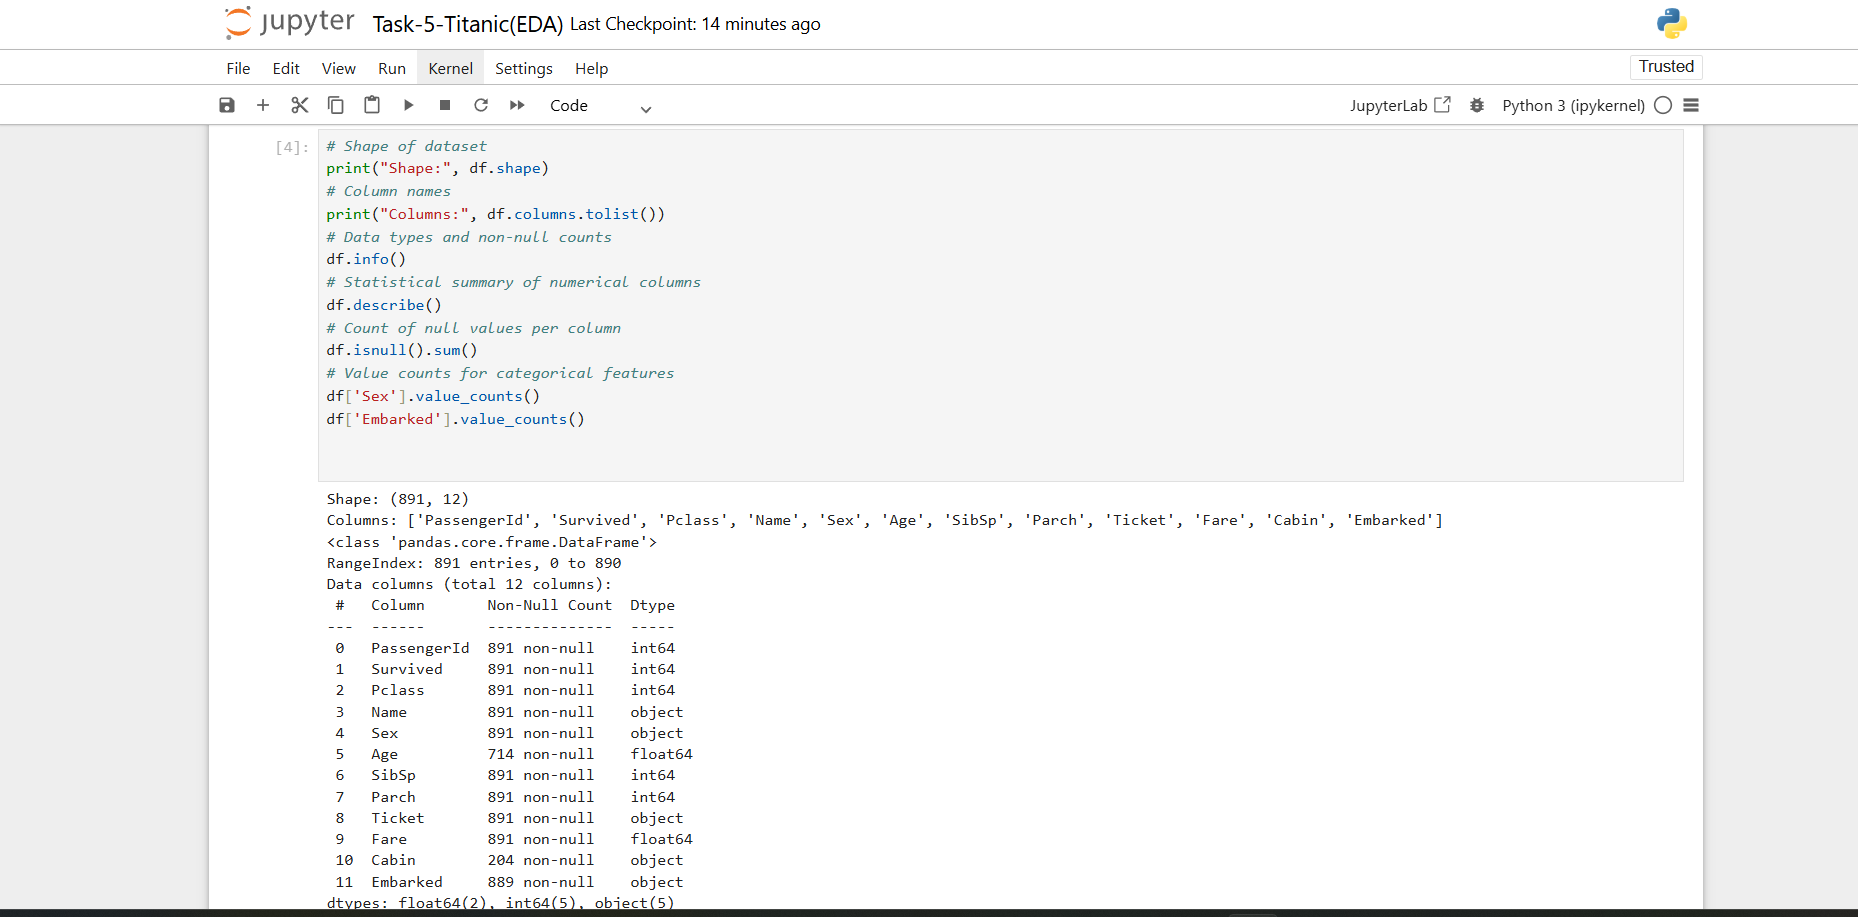 jupyter Task-5-Titanic(EDA) Last Checkpoint: 14 minutes ago
File Edit View Run Kernel Settings Help Trusted
Code JupyterLab Python 3 (ipykernel)
[4]: # Shape of dataset
print("Shape:", df.shape)
# Column names
print("Columns:", df.columns.tolist())
# Data types and non-null counts
df.info()
# Statistical summary of numerical columns
df.describe()
# Count of null values per column
df.isnull().sum()
# Value counts for categorical features
df['Sex'].value_counts()
df['Embarked'].value_counts()
Shape: (891, 12)
Columns: ['PassengerId', 'Survived', 'Pclass', 'Name', 'Sex', 'Age', 'SibSp', 'Parch', 'Ticket', 'Fare', 'Cabin', 'Embarked']
<class 'pandas.core.frame.DataFrame'>
RangeIndex: 891 entries, 0 to 890
Data columns (total 12 columns):
 #   Column       Non-Null Count  Dtype
---  ------       --------------  -----
 0   PassengerId  891 non-null    int64
 1   Survived     891 non-null    int64
 2   Pclass       891 non-null    int64
 3   Name         891 non-null    object
 4   Sex          891 non-null    object
 5   Age          714 non-null    float64
 6   SibSp        891 non-null    int64
 7   Parch        891 non-null    int64
 8   Ticket       891 non-null    object
 9   Fare         891 non-null    float64
 10  Cabin        204 non-null    object
 11  Embarked     889 non-null    object
dtypes: float64(2), int64(5), object(5)